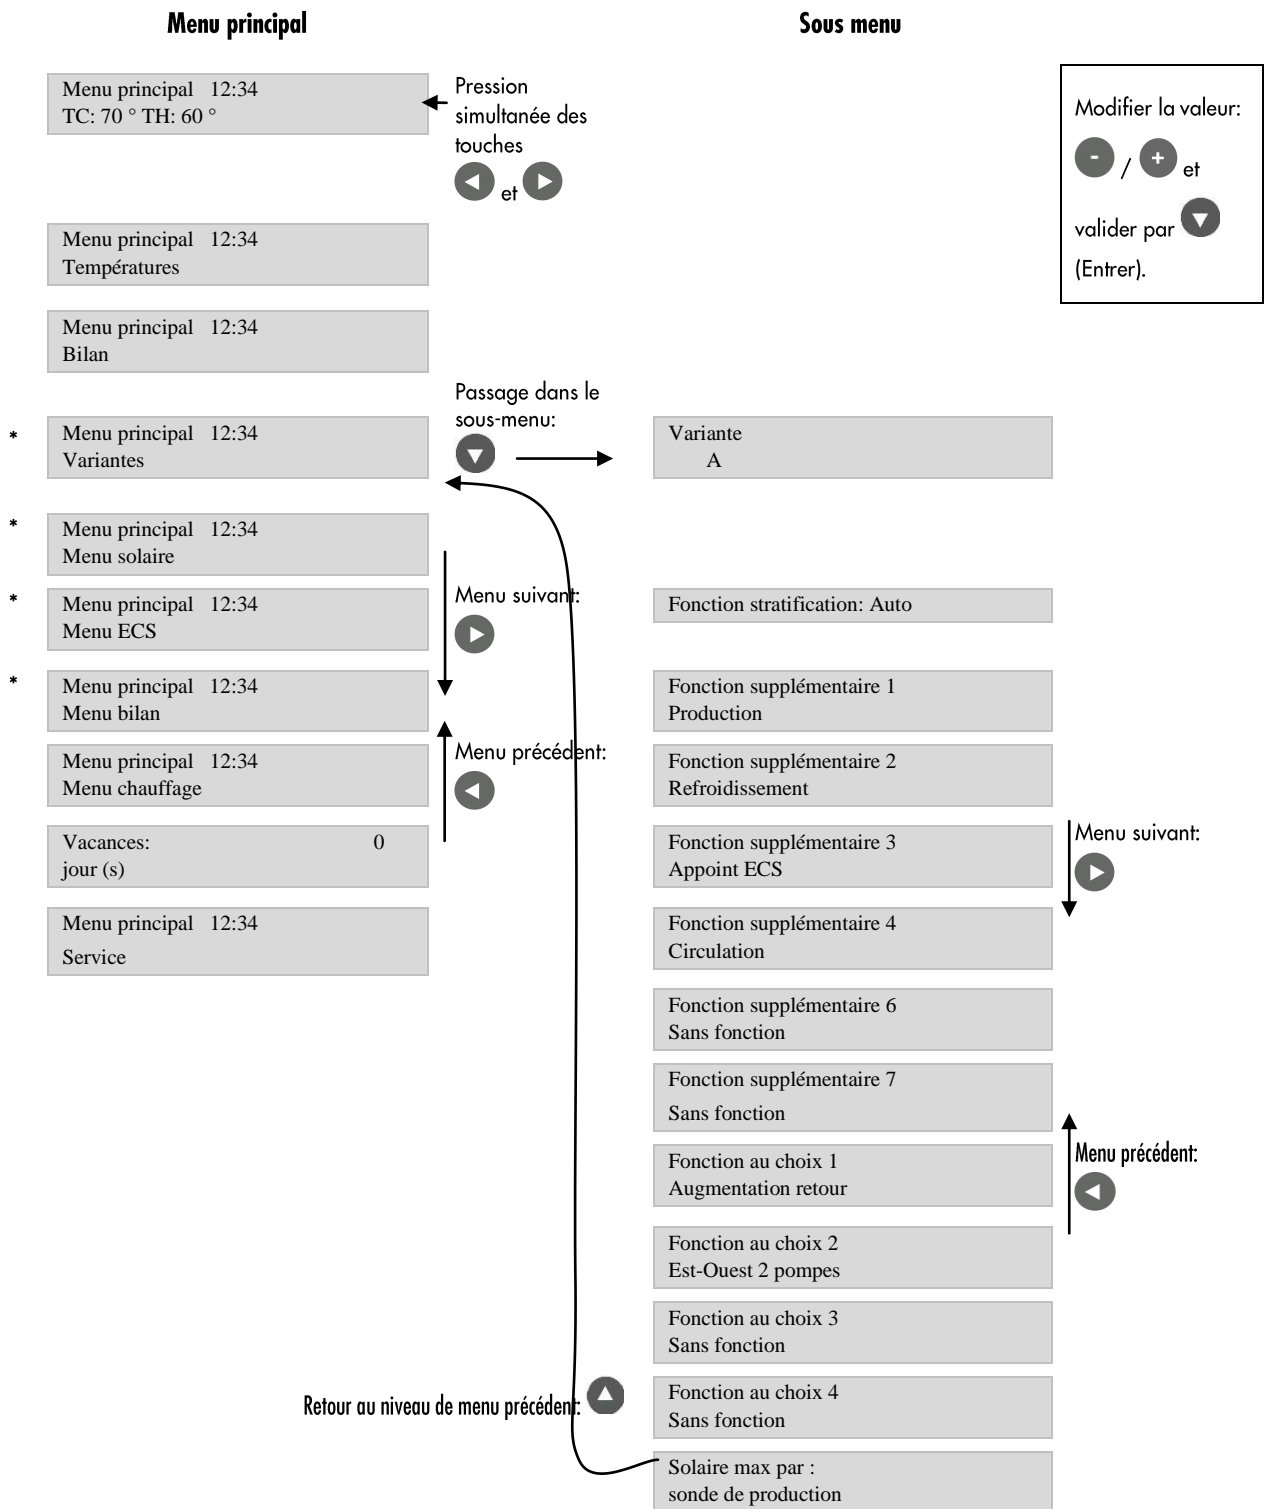 Menu principal
Sous menu
Menu principal 12:34
TC: 70 ° TH: 60 °
Pression
simultanée des
touches
et
Modifier la valeur:
- / + et
valider par
(Entrer).
Menu principal 12:34
Températures
Menu principal 12:34
Bilan
Passage dans le
sous-menu:
* Menu principal 12:34
Variantes
Variante
A
* Menu principal 12:34
Menu solaire
* Menu principal 12:34
Menu ECS
Menu suivant:
Fonction stratification: Auto
* Menu principal 12:34
Menu bilan
Fonction supplémentaire 1
Production
Menu principal 12:34
Menu chauffage
Menu précédent:
Fonction supplémentaire 2
Refroidissement
Vacances: 0
jour (s)
Fonction supplémentaire 3
Appoint ECS
Menu suivant:
Menu principal 12:34
Service
Fonction supplémentaire 4
Circulation
Fonction supplémentaire 6
Sans fonction
Fonction supplémentaire 7
Sans fonction
Fonction au choix 1
Augmentation retour
Menu précédent:
Fonction au choix 2
Est-Ouest 2 pompes
Fonction au choix 3
Sans fonction
Retour au niveau de menu précédent:
Fonction au choix 4
Sans fonction
Solaire max par :
sonde de production